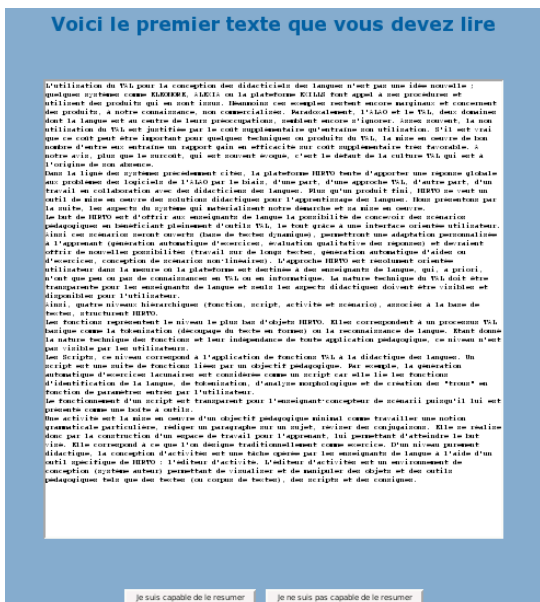 Voici le premier texte que vous devez lire
L'utilisation du TAL pour la conception des didacticiels des langues n'est pas une idée nouvelle ;
quelques systèmes comme ELEONORE, ALEXIA ou la plateforme EXILLS font appel à ses procedures et
utilisent des produits qui en sont issus. Néanmoins ces exemples restent encore marginaux et concernent
des produits, à notre connaissance, non commercialisés. Paradoxalement, l'ALAO et le TAL, deux domaines
dont la langue est au centre de leurs préoccupations, semblent encore s'ignorer. Assez souvent, la non
utilisation du TAL est justifiée par le coût supplémentaire qu'entraîne son utilisation. S'il est vrai
que ce coût peut être important pour quelques techniques ou produits du TAL, la mise en oeuvre de bon
nombre d'entre eux entraîne un rapport gain en efficacité sur coût supplémentaire très favorable. A
notre avis, plus que le surcoût, qui est souvent évoqué, c'est le défaut de la culture TAL qui est à
l'origine de son absence.
Dans la ligne des systèmes précédemment cités, la plateforme MIRTO tente d'apporter une réponse globale
aux problèmes des logiciels de l'ALAO par le biais, d'une part, d'une approche TAL, d'autre part, d'un
travail en collaboration avec des didacticiens des langues. Plus qu'un produit fini, MIRTO se veut un
outil de mise en oeuvre des solutions didactiques pour l'apprentissage des langues. Nous présentons par
la suite, les aspects du système qui matérialisent notre démarche et sa mise en oeuvre.
Le but de MIRTO est d'offrir aux enseignants de langue la possibilité de concevoir des scénarios
pédagogiques en bénéficiant pleinement d'outils TAL, le tout grâce à une interface orientée utilisateur.
Ainsi ces scénarios seront ouverts (base de textes dynamique), permettront une adaptation personnalisée
à l'apprenant (génération automatique d'exercices, évaluation qualitative des réponses) et devraient
offrir de nouvelles possibilités (travail sur de longs textes, génération automatique d'aides ou
d'exercices, conception de scénarios non-linéaires). L'approche MIRTO est résolument orientée
utilisateur dans la mesure où la plateforme est destinée à des enseignants de langue, qui, a priori,
n'ont que peu ou pas de connaissances en TAL ou en informatique. La nature technique du TAL doit être
transparente pour les enseignants de langue et seuls les aspects didactiques doivent être visibles et
disponibles pour l'utilisateur.
Ainsi, quatre niveaux hierarchiques (fonction, script, activité et scénario), associés à la base de
textes, structurent MIRTO.
Les fonctions représentent le niveau le plus bas d'objets MIRTO. Elles correspondent à un processus TAL
basique comme la tokenisation (découpage du texte en formes) ou la reconnaissance de langue. Etant donné
la nature technique des fonctions et leur indépendance de toute application pédagogique, ce niveau n'est
pas visible par les utilisateurs.
Les Scripts, ce niveau correspond à l'application de fonctions TAL à la didactique des langues. Un
script est une suite de fonctions liées par un objectif pédagogique. Par exemple, la génération
automatique d'exercices lacunaires est considérée comme un script car elle lie les fonctions
d'identification de la langue, de tokenisation, d'analyse morphologique et de création des "trous" en
fonction de paramètres entrés par l'utilisateur.
Le fonctionnement d'un script est transparent pour l'enseignant-concepteur de scenarii puisqu'il lui est
présenté comme une boîte à outils.
Une activité est la mise en oeuvre d'un objectif pédagogique minimal comme travailler une notion
grammaticale particulière, rédiger un paragraphe sur un sujet, réviser des conjugaisons. Elle se réalise
donc par la construction d'un espace de travail pour l'apprenant, lui permettant d'atteindre le but
visé. Elle correspond à ce que l'on designe traditionnellement comme exercice. D'un niveau purement
didactique, la conception d'activités est une tâche opérée par les enseignants de langue à l'aide d'un
outil spécifique de MIRTO : l'éditeur d'activité. L'éditeur d'activités est un environnement de
conception (système auteur) permettant de visualiser et de manipuler des objets et des outils
pédagogiques tels que des textes (ou corpus de textes), des scripts et des consignes.
Je suis capable de le resumer Je ne suis pas capable de le resumer